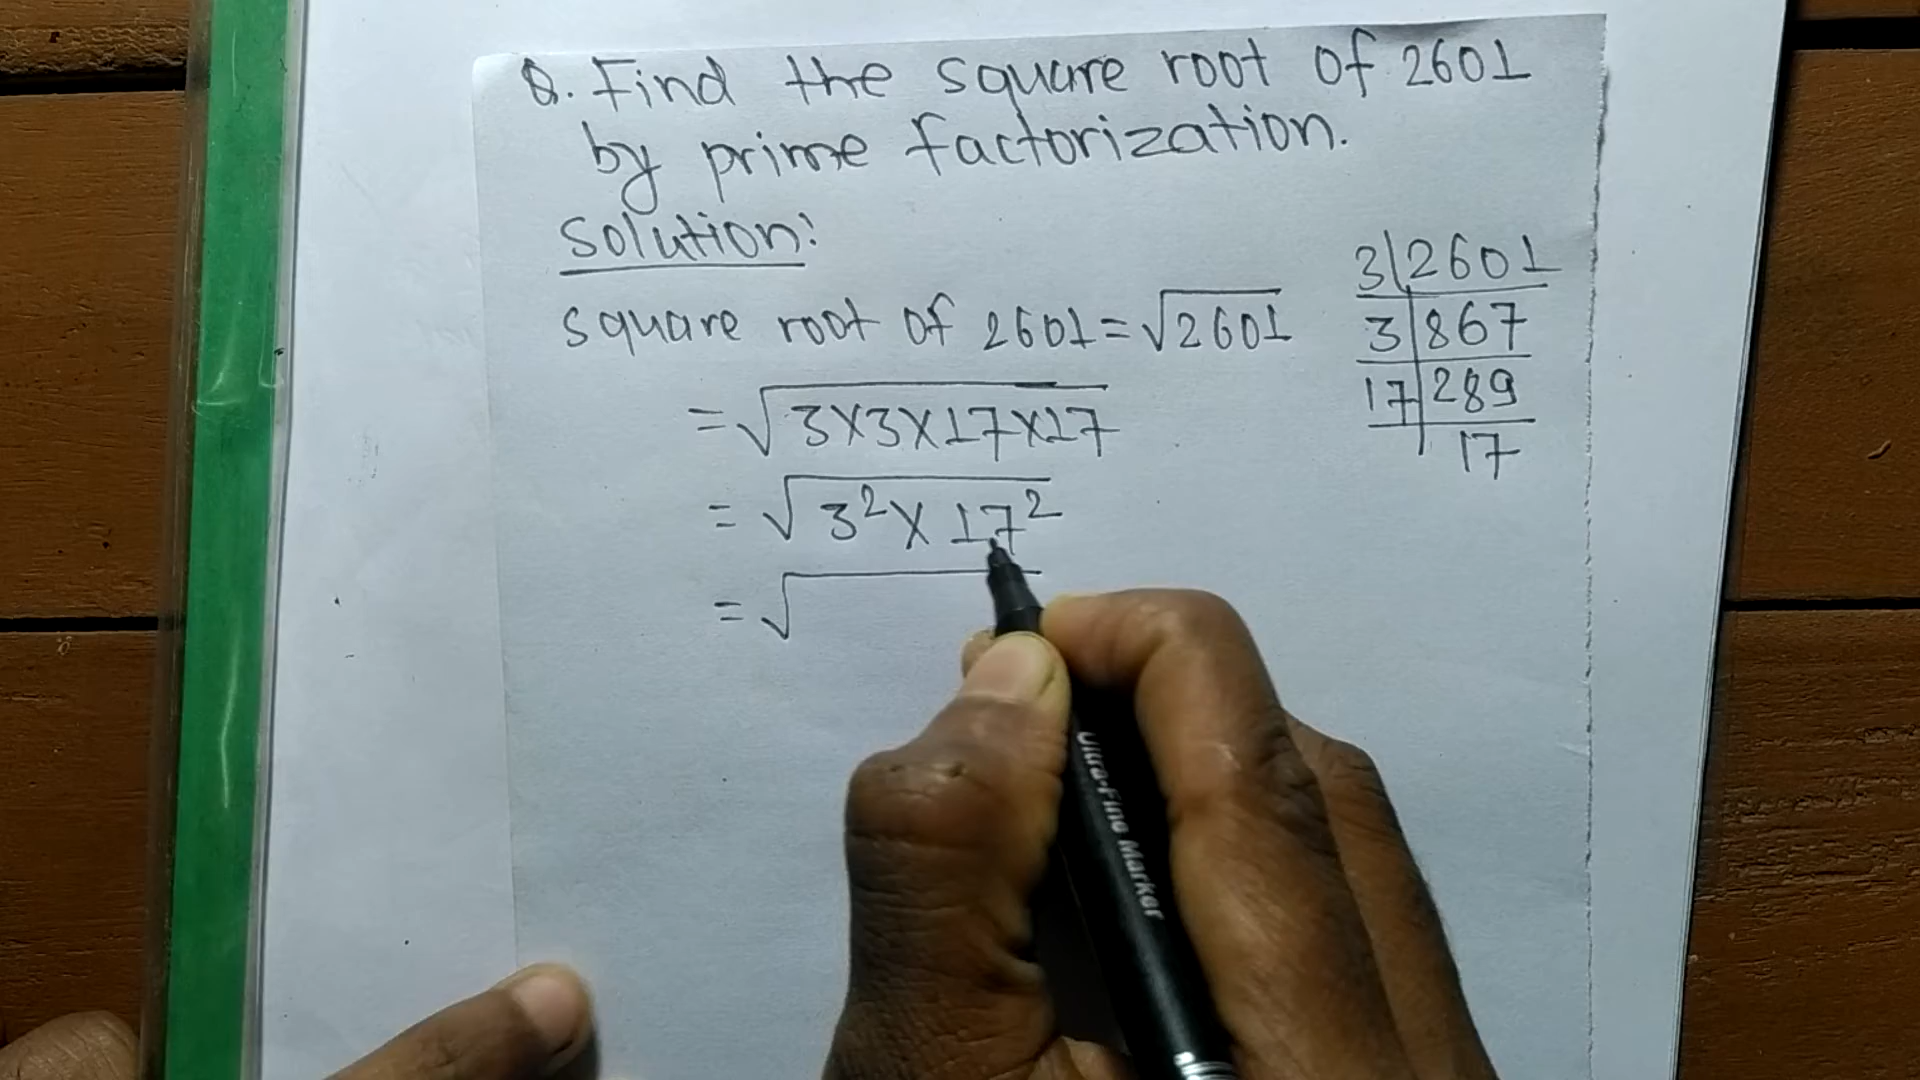 Q. Find the square root of 2601
by prime factorization.
Solution:
square root of 2601 = √2601
= √3×3×17×17
= √3²×17²
= √
3|2601
3|867
17|289
17
Ultra-Fine Marker